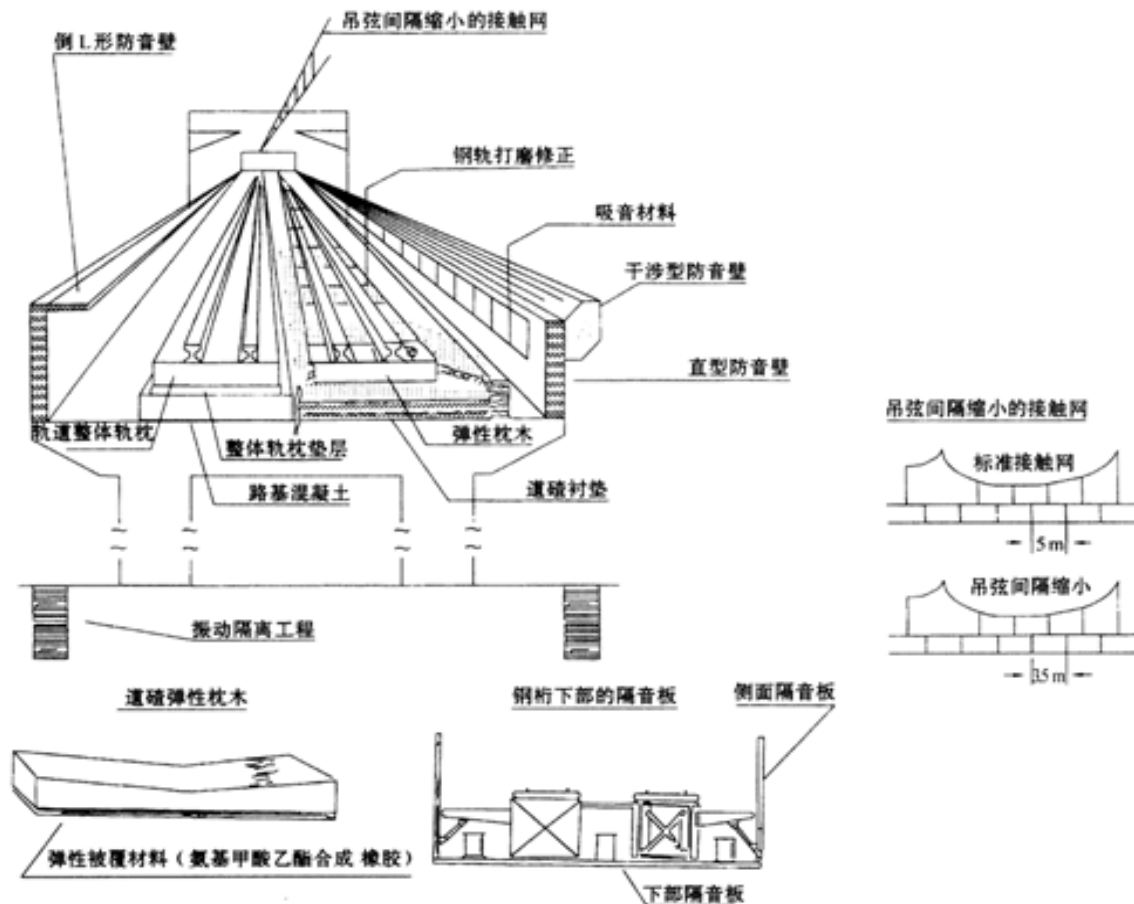 吊弦间隔缩小的接触网
倒 L 形防音壁
钢轨打磨修正
吸音材料
干涉型防音壁
直型防音壁
轨道整体轨枕
整体轨枕垫层
弹性枕木
路基混凝土
道碴衬垫
振动隔离工程
吊弦间隔缩小的接触网
标准接触网
5 m
吊弦间隔缩小
3.5 m
道碴弹性枕木
弹性被覆材料（氨基甲酸乙酯合成 橡胶）
钢桁下部的隔音板
侧面隔音板
下部隔音板